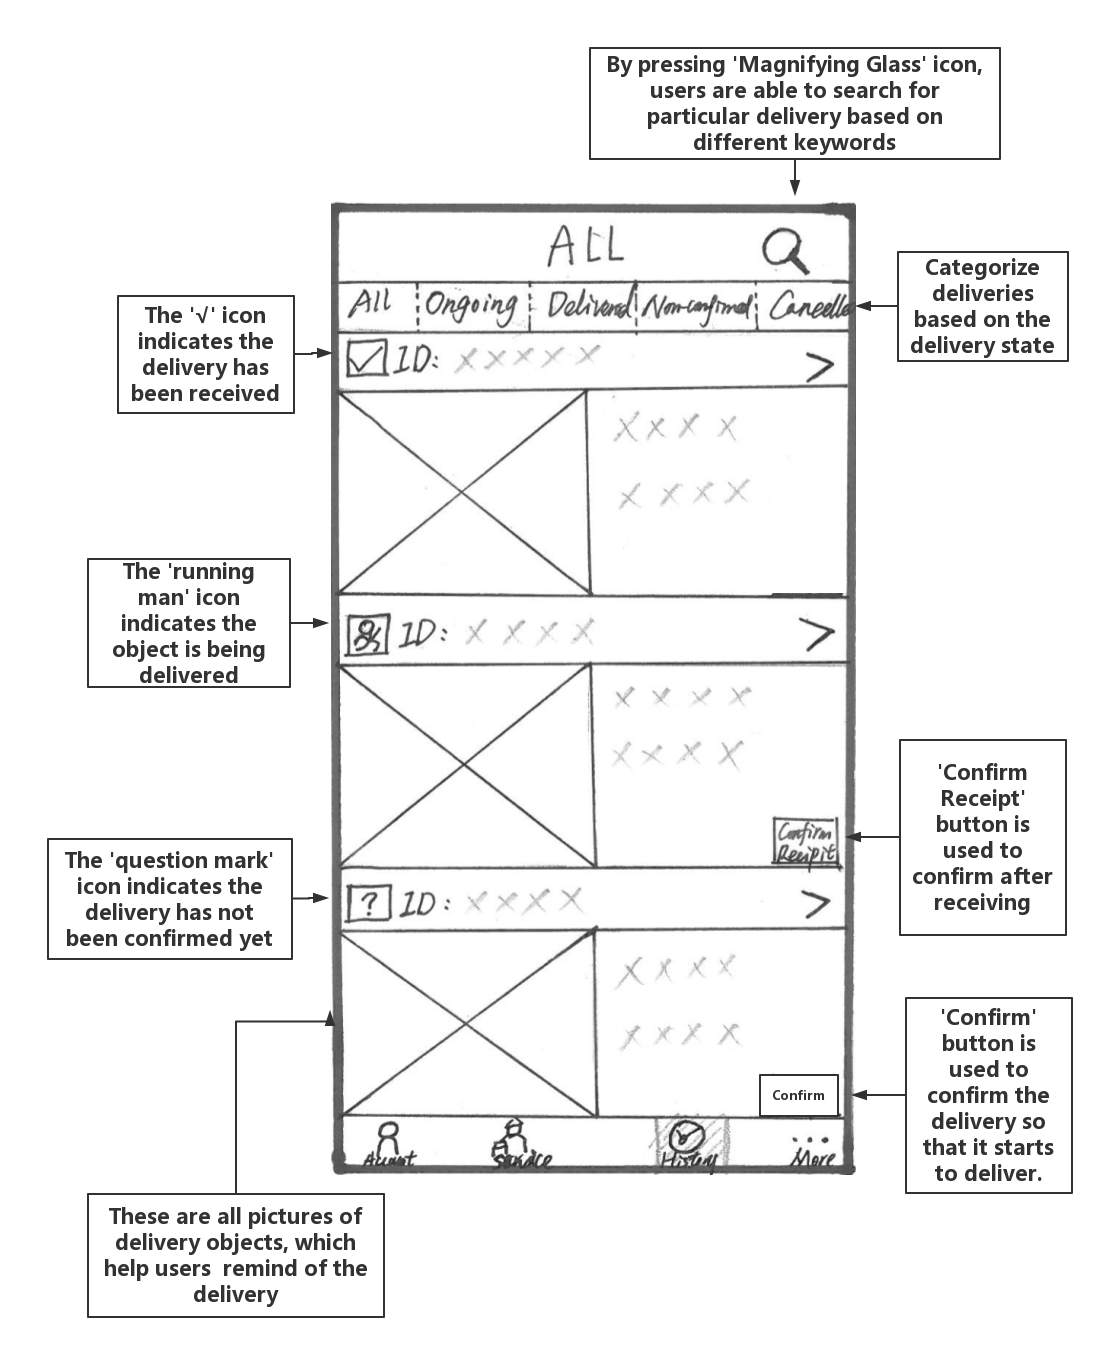 By pressing 'Magnifying Glass' icon,
users are able to search for
particular delivery based on
different keywords
ALL
All Ongoing Delivered Non-confirmed Cancelle
Categorize
deliveries
based on the
delivery state
The '√' icon
indicates the
delivery has
been received
ID: XXXXX >
XXXX
XXXX
The 'running
man' icon
indicates the
object is being
delivered
ID: XXXX >
XXXX
XXXX
'Confirm
Receipt'
button is
used to
confirm after
receiving
Confirm
Receipit
The 'question mark'
icon indicates the
delivery has not
been confirmed yet
? ID: XXXX >
XXXX
XXXX
'Confirm'
button is
used to
confirm the
delivery so
that it starts
to deliver.
Confirm
Service History More
These are all pictures of
delivery objects, which
help users remind of the
delivery